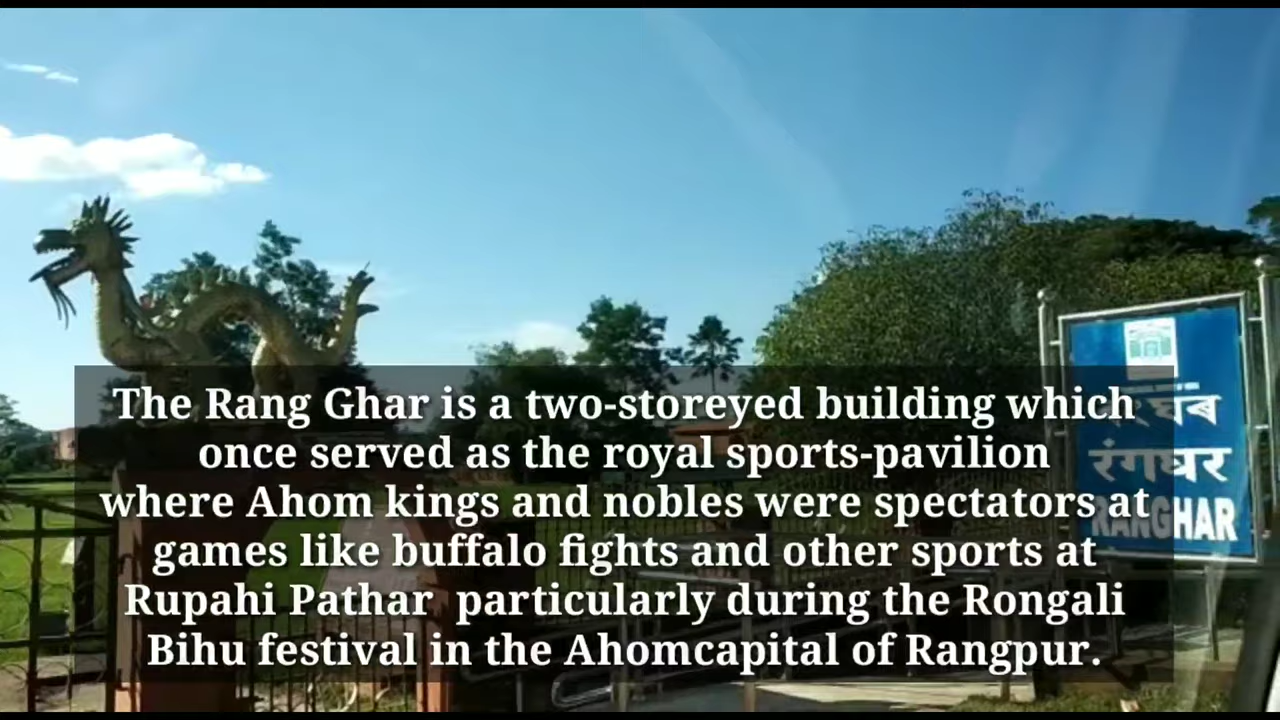 The Rang Ghar is a two-storeyed building which
once served as the royal sports-pavilion
where Ahom kings and nobles were spectators at
games like buffalo fights and other sports at
Rupahi Pathar particularly during the Rongali
Bihu festival in the Ahomcapital of Rangpur.
ৰংঘৰ
रंगघर
RANGHAR